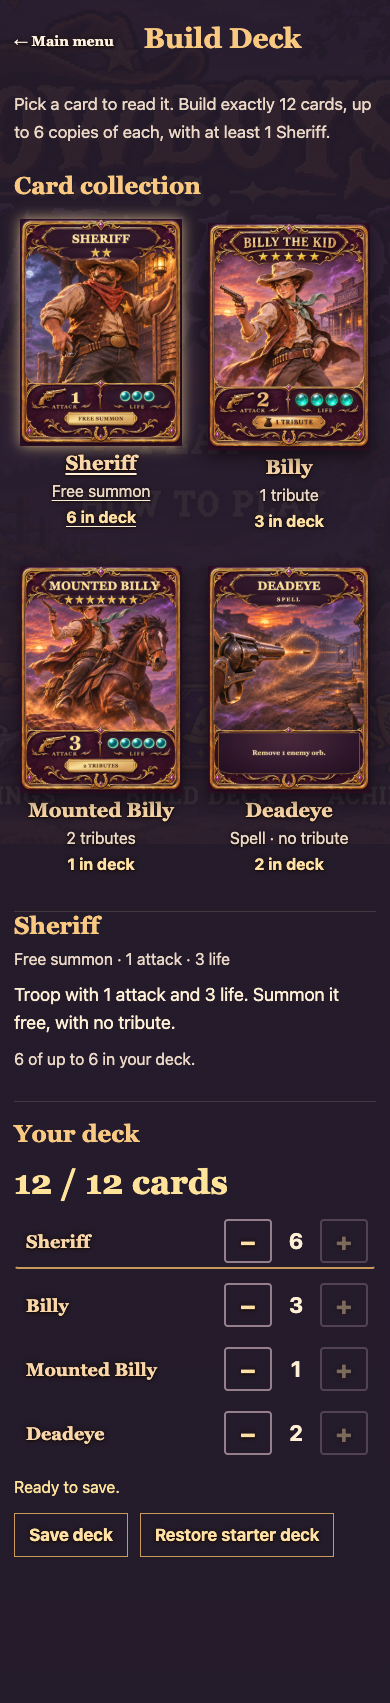 ← Main menu
Build Deck
Pick a card to read it. Build exactly 12 cards, up
to 6 copies of each, with at least 1 Sheriff.
Card collection
SHERIFF
1
ATTACK
LIFE
FREE SUMMON
Sheriff
Free summon
6 in deck
BILLY THE KID
2
ATTACK
LIFE
1 TRIBUTE
Billy
1 tribute
3 in deck
MOUNTED BILLY
3
ATTACK
LIFE
2 TRIBUTES
Mounted Billy
2 tributes
1 in deck
DEADEYE
SPELL
Remove 1 enemy orb.
Deadeye
Spell · no tribute
2 in deck
Sheriff
Free summon · 1 attack · 3 life
Troop with 1 attack and 3 life. Summon it
free, with no tribute.
6 of up to 6 in your deck.
Your deck
12 / 12 cards
Sheriff − 6 +
Billy − 3 +
Mounted Billy − 1 +
Deadeye − 2 +
Ready to save.
Save deck
Restore starter deck